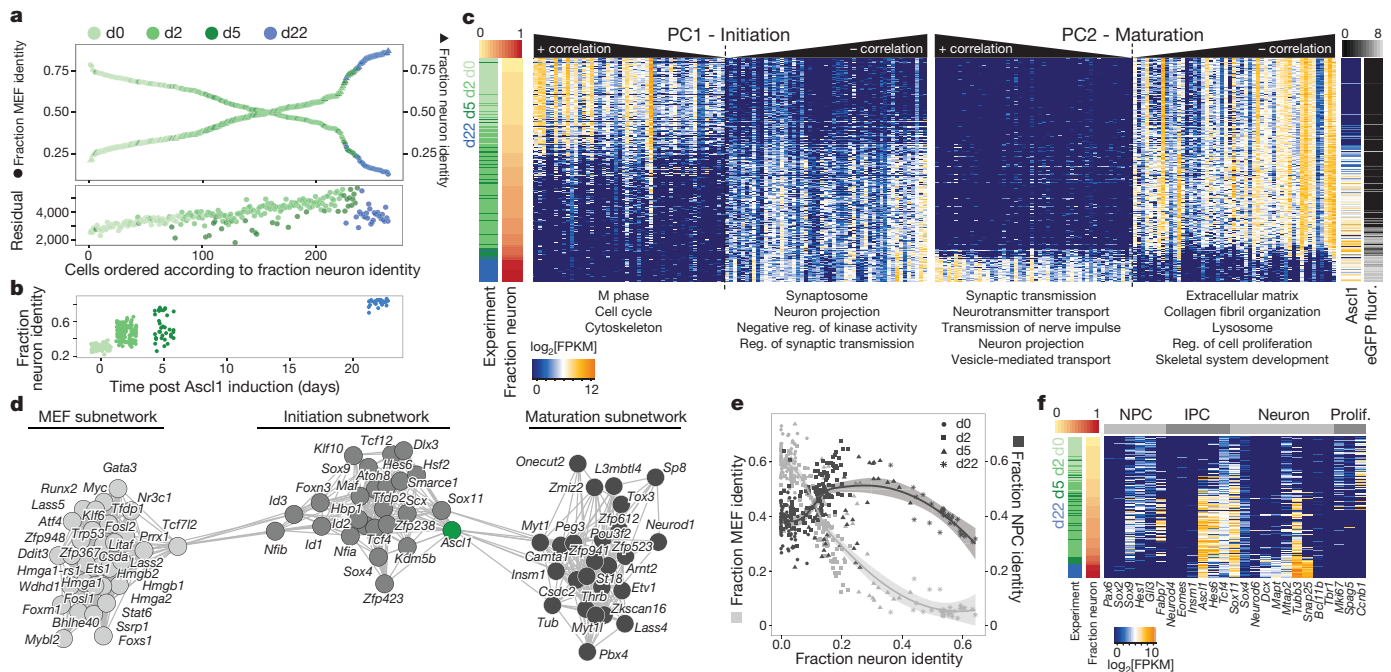 a
d0 d2 d5 d22
● Fraction MEF identity
0.75
0.50
0.25
▲ Fraction neuron identity
0.75
0.50
0.25
Residual
4,000
2,000
0 100 200
Cells ordered according to fraction neuron identity
b
Fraction neuron identity
0.6
0.2
0 5 10 15 20
Time post Ascl1 induction (days)
c
0 1
PC1 - Initiation
PC2 - Maturation
+ correlation
− correlation
+ correlation
− correlation
0 8
d22 d5 d2 d0
Experiment
Fraction neuron
Ascl1
eGFP fluor.
M phase
Cell cycle
Cytoskeleton
Synaptosome
Neuron projection
Negative reg. of kinase activity
Reg. of synaptic transmission
Synaptic transmission
Neurotransmitter transport
Transmission of nerve impulse
Neuron projection
Vesicle-mediated transport
Extracellular matrix
Collagen fibril organization
Lysosome
Reg. of cell proliferation
Skeletal system development
log2[FPKM]
0 12
d
MEF subnetwork
Gata3
Runx2
Myc
Nr3c1
Lass5
Tfdp1
Klf6
Atf4
Fosl2
Tcf7l2
Trp53
Prrx1
Zfp948
Litaf
Zfp367
Csda
Lass2
Ddit3
Ets1
Hmgb2
Hmga1-rs1
Hmgb1
Hmga1
Wdhd1
Hmga2
Fosl1
Stat6
Foxm1
Bhlhe40
Ssrp1
Mybl2
Foxs1
Initiation subnetwork
Tcf12
Dlx3
Klf10
Hes6
Sox9
Hsf2
Atoh8
Maf
Smarce1
Foxn3
Tfdp2
Scx
Sox11
Id3
Hbp1
Id2
Zfp238
Ascl1
Id1
Tcf4
Nfib
Nfia
Kdm5b
Sox4
Zfp423
Maturation subnetwork
Onecut2
L3mbtl4
Sp8
Zmiz2
Tox3
Zfp612
Neurod1
Myt1
Peg3
Pou3f2
Camta1
Zfp941
Zfp523
Arnt2
Insm1
St18
Etv1
Csdc2
Thrb
Zkscan16
Tub
Myt1l
Lass4
Pbx4
e
d0
d2
d5
d22
Fraction MEF identity
0.6
0.4
0.2
0
Fraction NPC identity
0.6
0.4
0.2
0
0.0 0.2 0.4 0.6
Fraction neuron identity
f
0 1
NPC IPC Neuron Prolif.
d22 d5 d2 d0
Experiment
Fraction neuron
Pax6
Sox2
Sox9
Hes1
Gli3
Fabp7
Neurod4
Eomes
Insm1
Ascl1
Hes6
Tcf4
Sox11
Sox4
Neurod6
Dcx
Mapt
Mtap2
Tubb3
Snap25
Bcl11b
Tbr1
Mki67
Spag5
Ccnb1
0 10
log2[FPKM]